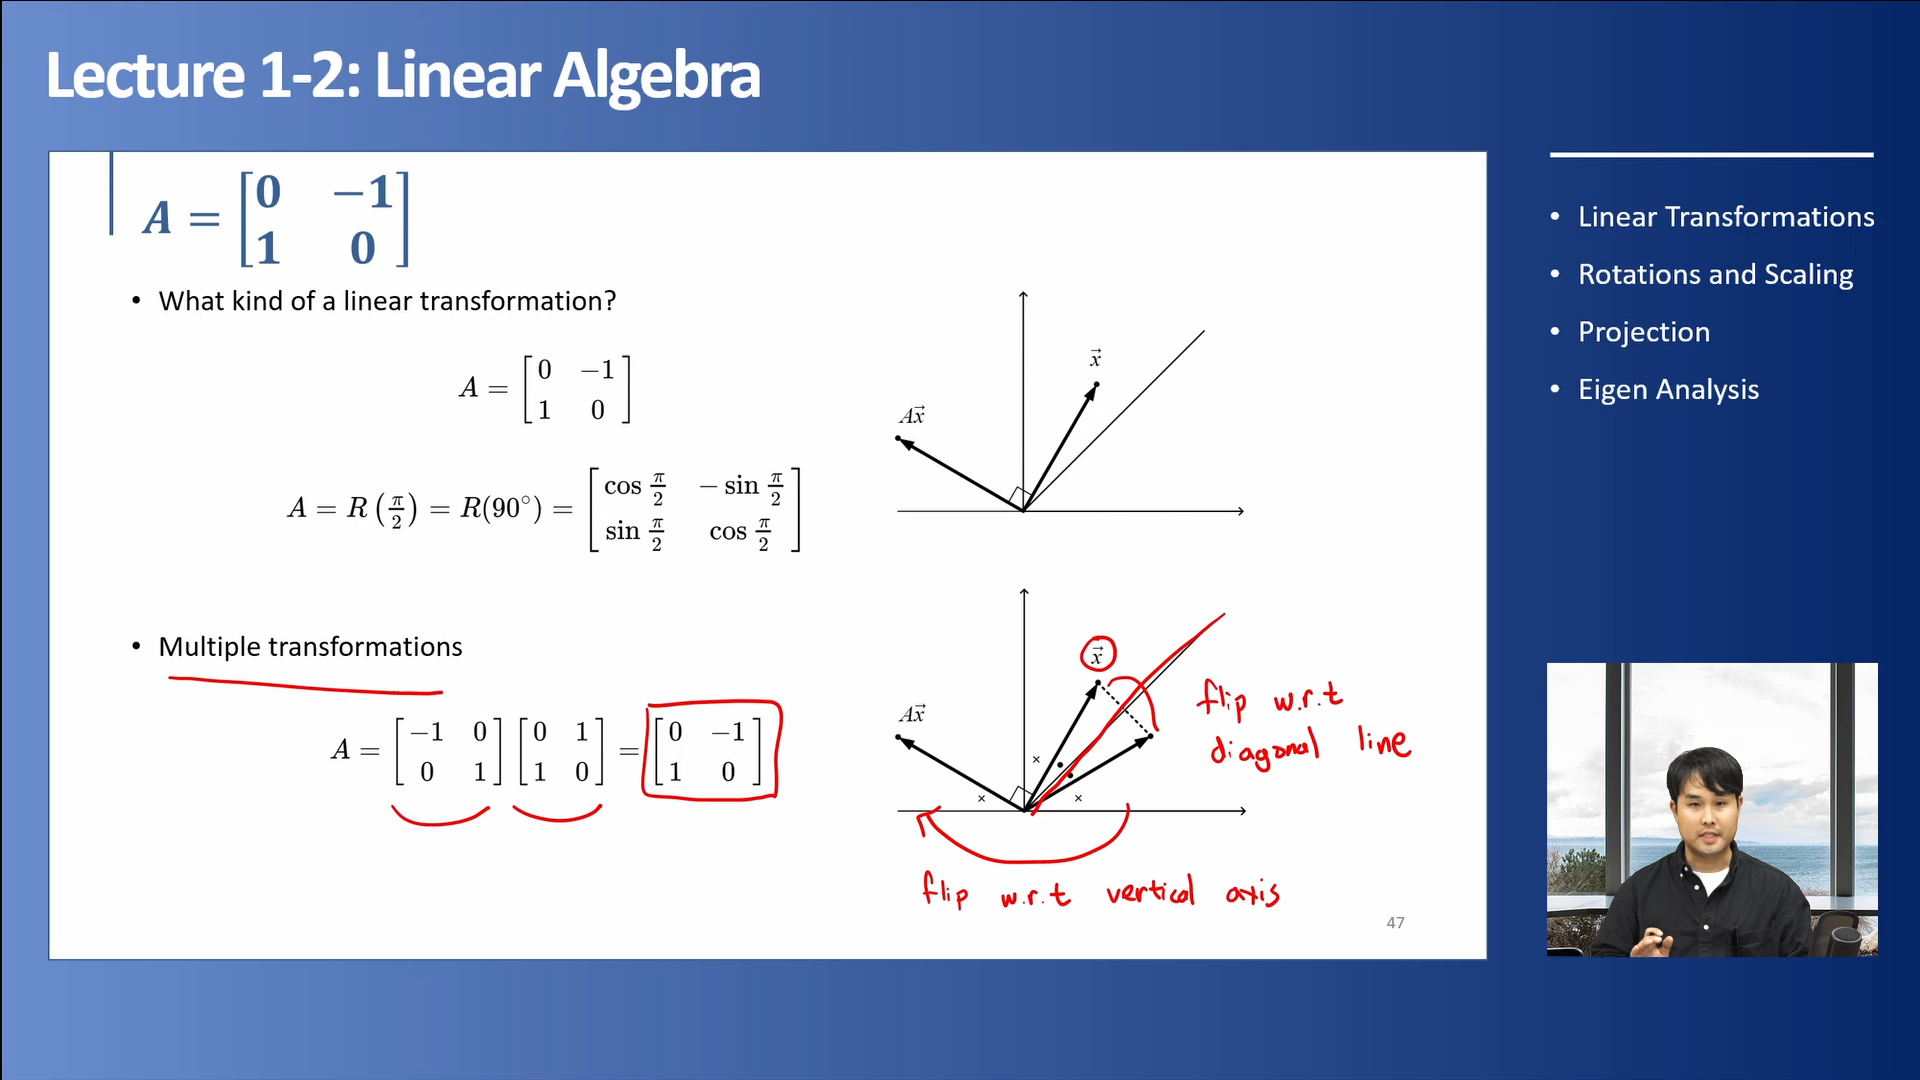 Lecture 1-2: Linear Algebra
A = [0 −1
1 0]
• What kind of a linear transformation?
A = [0 −1
1 0]
A = R(π/2) = R(90°) = [cos π/2 − sin π/2
sin π/2 cos π/2]
• Multiple transformations
A = [−1 0
0 1] [0 1
1 0] = [0 −1
1 0]
x⃗
Ax⃗
x⃗
Ax⃗
×
× ×
flip w.r.t
diagonal line
flip w.r.t vertical axis
47
• Linear Transformations
• Rotations and Scaling
• Projection
• Eigen Analysis